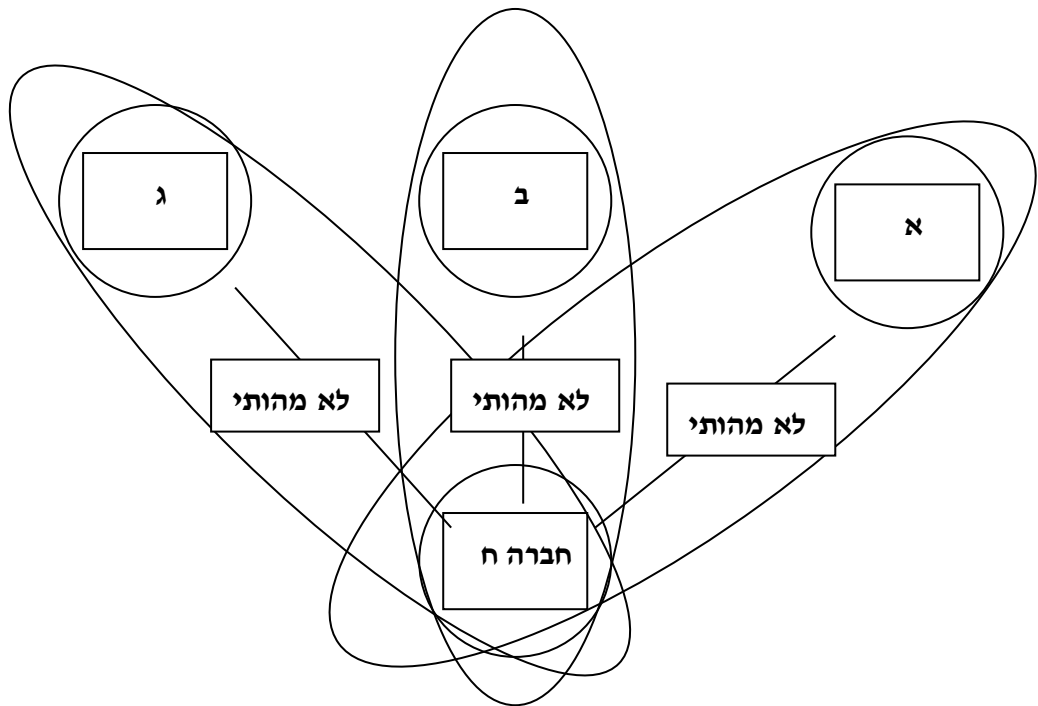 א
ב
ג
לא מהותי
לא מהותי
לא מהותי
חברה ח